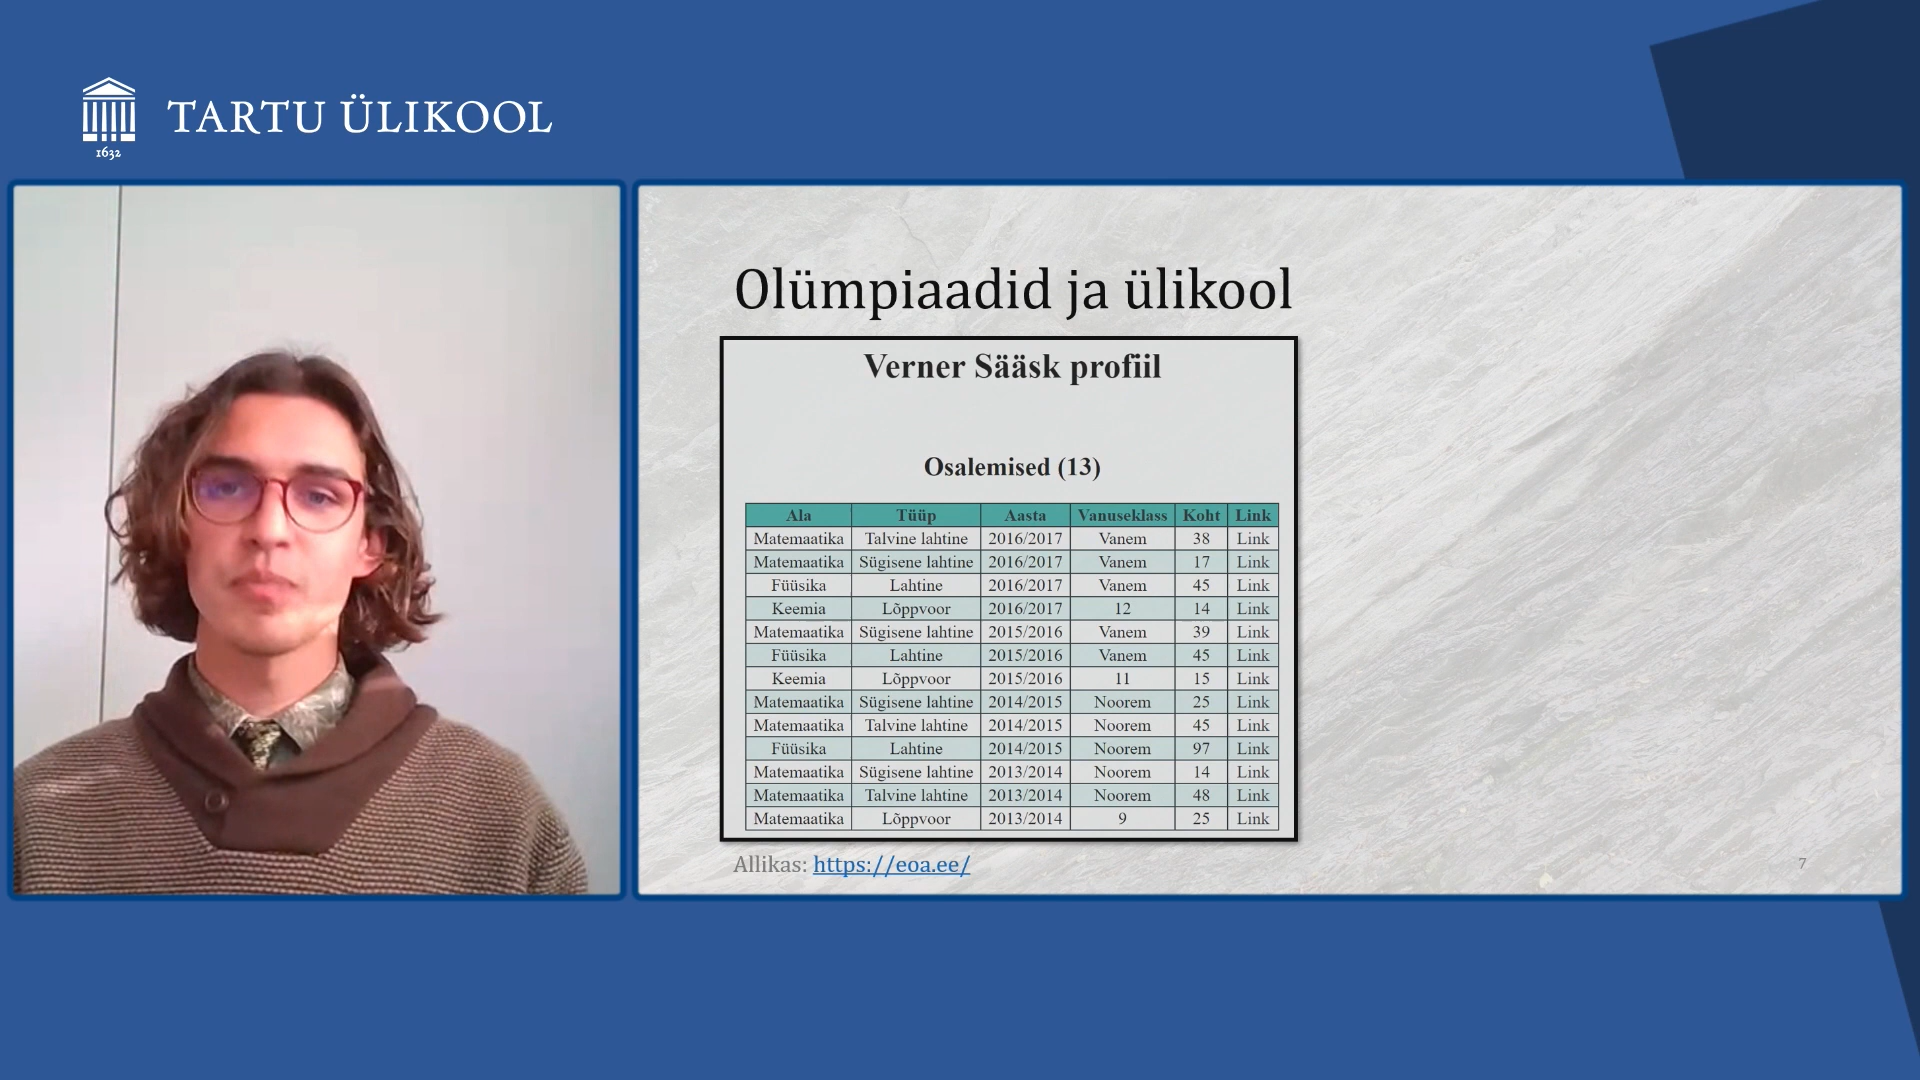 TARTU ÜLIKOOL
1632
Olümpiaadid ja ülikool
Verner Sääsk profiil
Osalemised (13)
Ala Tüüp Aasta Vanuseklass Koht Link
Matemaatika Talvine lahtine 2016/2017 Vanem 38 Link
Matemaatika Sügisene lahtine 2016/2017 Vanem 17 Link
Füüsika Lahtine 2016/2017 Vanem 45 Link
Keemia Lõppvoor 2016/2017 12 14 Link
Matemaatika Sügisene lahtine 2015/2016 Vanem 39 Link
Füüsika Lahtine 2015/2016 Vanem 45 Link
Keemia Lõppvoor 2015/2016 11 15 Link
Matemaatika Sügisene lahtine 2014/2015 Noorem 25 Link
Matemaatika Talvine lahtine 2014/2015 Noorem 45 Link
Füüsika Lahtine 2014/2015 Noorem 97 Link
Matemaatika Sügisene lahtine 2013/2014 Noorem 14 Link
Matemaatika Talvine lahtine 2013/2014 Noorem 48 Link
Matemaatika Lõppvoor 2013/2014 9 25 Link
Allikas: https://eoa.ee/
7